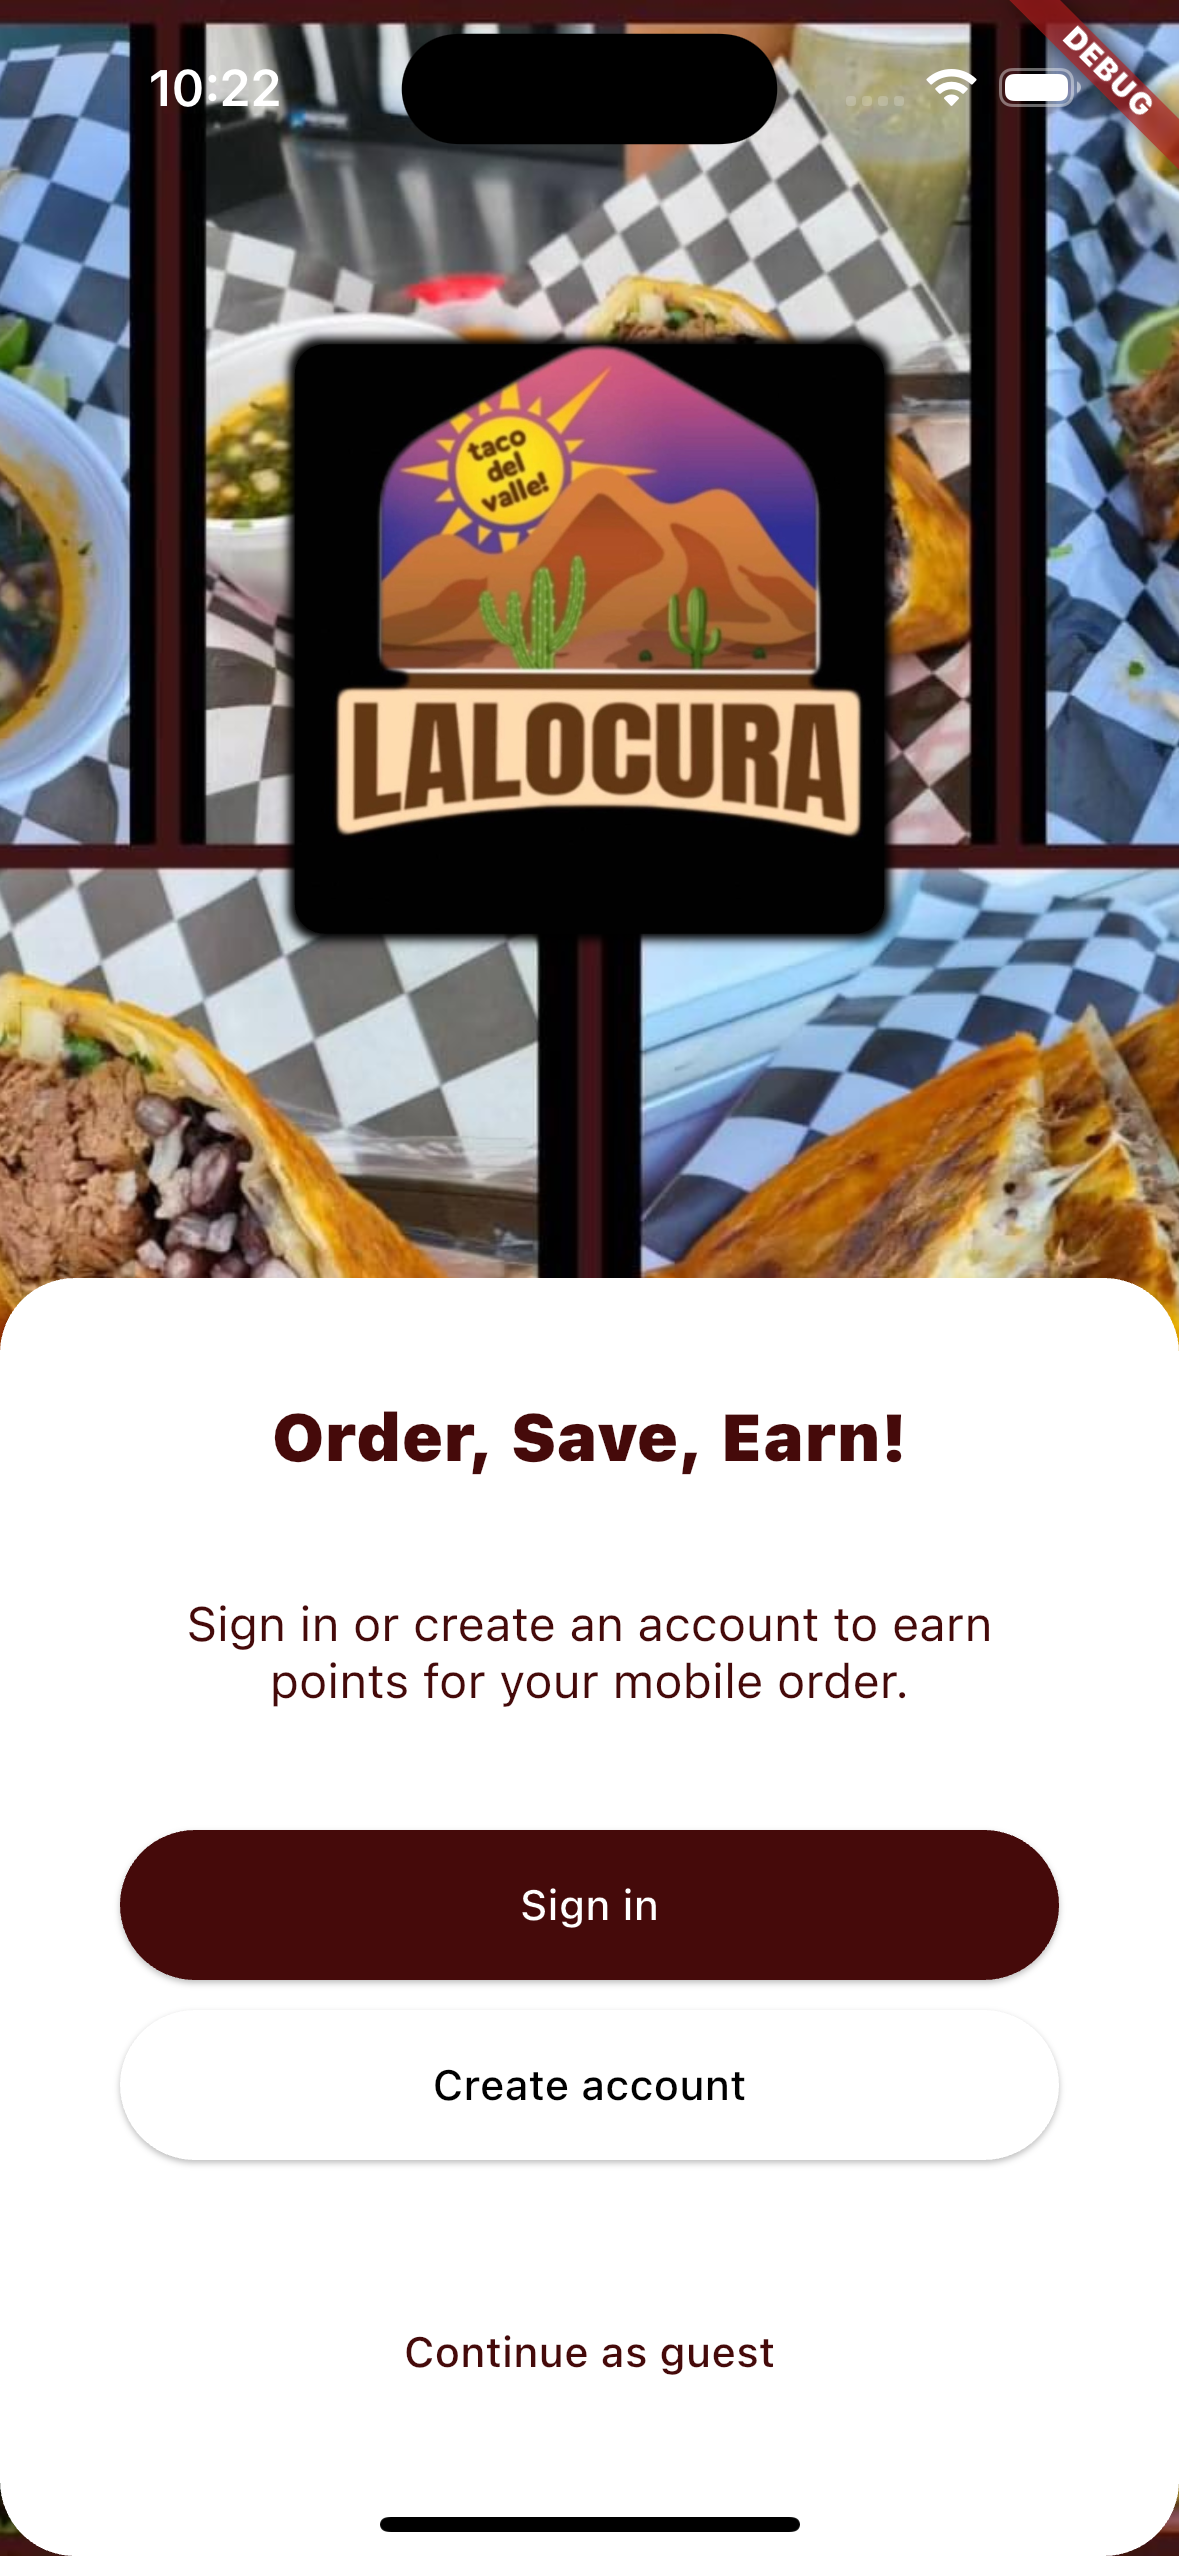 10:22
DEBUG
taco
del
valle!
LALOCURA
Order, Save, Earn!
Sign in or create an account to earn
points for your mobile order.
Sign in
Create account
Continue as guest